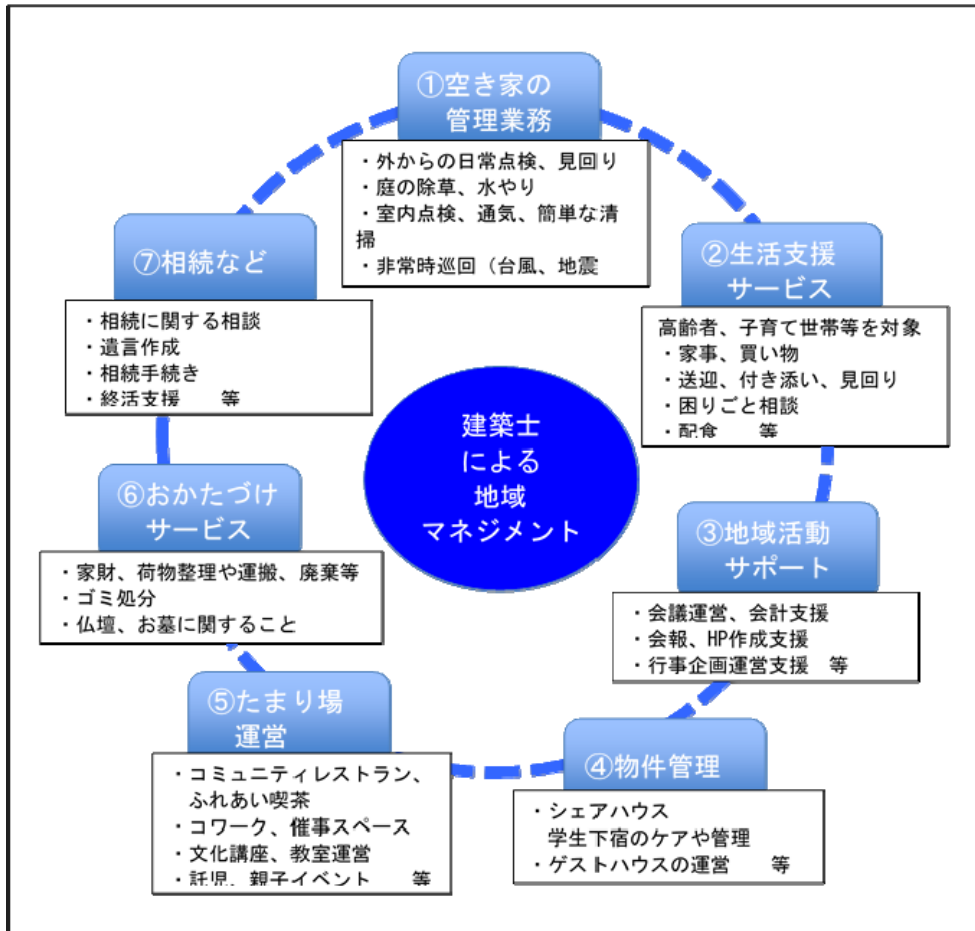 ①空き家の
管理業務
・外からの日常点検、見回り
・庭の除草、水やり
・室内点検、通気、簡単な清
掃
・非常時巡回（台風、地震
②生活支援
サービス
高齢者、子育て世帯等を対象
・家事、買い物
・送迎、付き添い、見回り
・困りごと相談
・配食　　等
③地域活動
サポート
・会議運営、会計支援
・会報、HP作成支援
・行事企画運営支援　等
④物件管理
・シェアハウス
学生下宿のケアや管理
・ゲストハウスの運営　　等
⑤たまり場
運営
・コミュニティレストラン、
ふれあい喫茶
・コワーク、催事スペース
・文化講座、教室運営
・託児、親子イベント　　等
⑥おかたづけ
サービス
・家財、荷物整理や運搬、廃棄等
・ゴミ処分
・仏壇、お墓に関すること
⑦相続など
・相続に関する相談
・遺言作成
・相続手続き
・終活支援　　等
建築士
による
地域
マネジメント